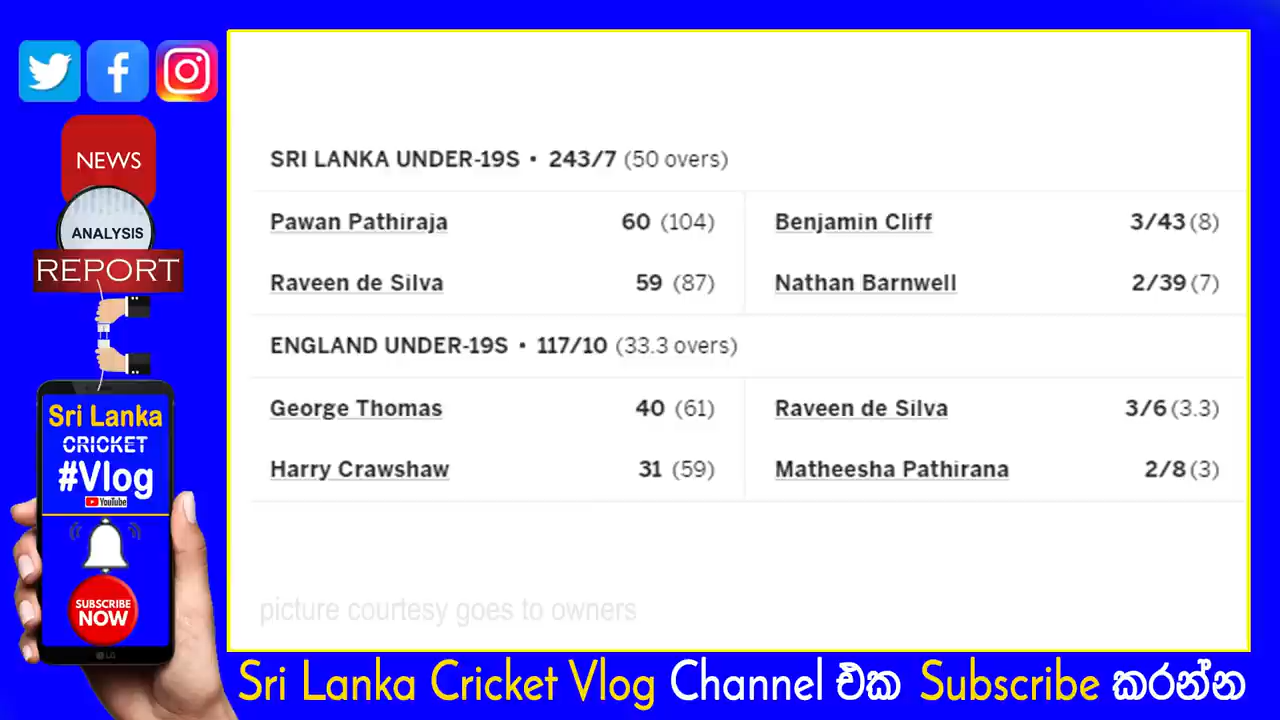 NEWS
ANALYSIS
REPORT
Sri Lanka
CRICKET
#Vlog
YouTube
SUBSCRIBE
NOW
LG
SRI LANKA UNDER-19S • 243/7 (50 overs)
Pawan Pathiraja 60 (104) Benjamin Cliff 3/43 (8)
Raveen de Silva 59 (87) Nathan Barnwell 2/39 (7)
ENGLAND UNDER-19S • 117/10 (33.3 overs)
George Thomas 40 (61) Raveen de Silva 3/6 (3.3)
Harry Crawshaw 31 (59) Matheesha Pathirana 2/8 (3)
picture courtesy goes to owners
Sri Lanka Cricket Vlog Channel එක Subscribe කරන්න